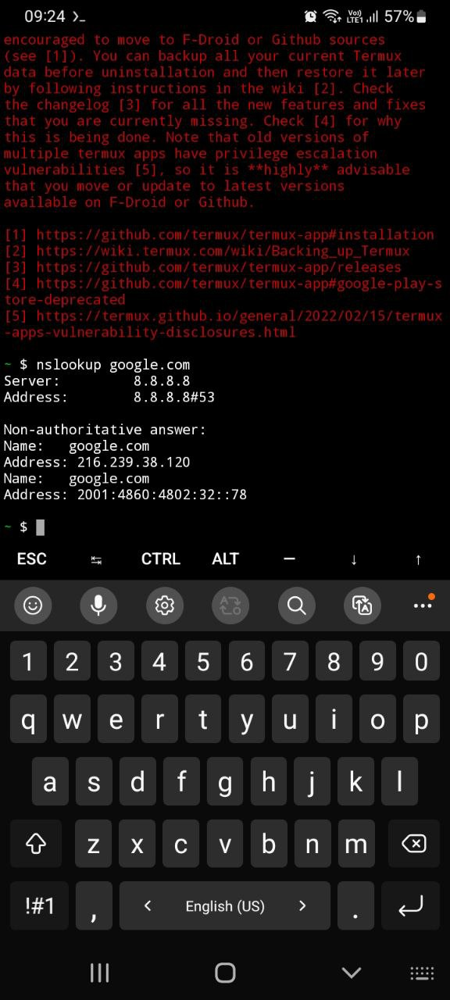 09:24 >_ Vo)) LTE1 57%
encouraged to move to F-Droid or Github sources
(see [1]). You can backup all your current Termux
data before uninstallation and then restore it later
by following instructions in the wiki [2]. Check
the changelog [3] for all the new features and fixes
that you are currently missing. Check [4] for why
this is being done. Note that old versions of
multiple termux apps have privilege escalation
vulnerabilities [5], so it is **highly** advisable
that you move or update to latest versions
available on F-Droid or Github.
[1] https://github.com/termux/termux-app#installation
[2] https://wiki.termux.com/wiki/Backing_up_Termux
[3] https://github.com/termux/termux-app/releases
[4] https://github.com/termux/termux-app#google-play-s
tore-deprecated
[5] https://termux.github.io/general/2022/02/15/termux
-apps-vulnerability-disclosures.html
~ $ nslookup google.com
Server: 8.8.8.8
Address: 8.8.8.8#53
Non-authoritative answer:
Name: google.com
Address: 216.239.38.120
Name: google.com
Address: 2001:4860:4802:32::78
~ $
ESC ⇆ CTRL ALT — ↓ ↑
1 2 3 4 5 6 7 8 9 0
q w e r t y u i o p
a s d f g h j k l
z x c v b n m
!#1 , < English (US) > .